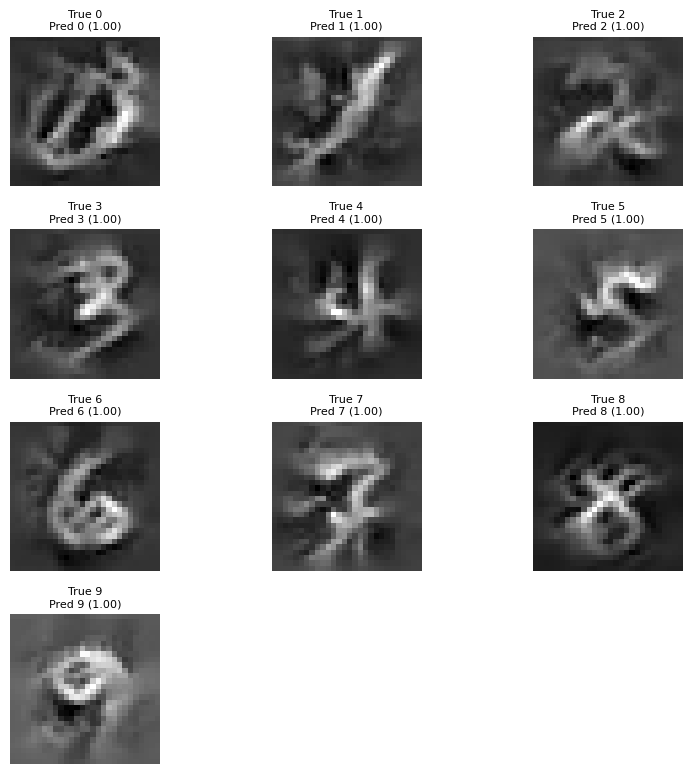 True 0
Pred 0 (1.00)
True 1
Pred 1 (1.00)
True 2
Pred 2 (1.00)
True 3
Pred 3 (1.00)
True 4
Pred 4 (1.00)
True 5
Pred 5 (1.00)
True 6
Pred 6 (1.00)
True 7
Pred 7 (1.00)
True 8
Pred 8 (1.00)
True 9
Pred 9 (1.00)